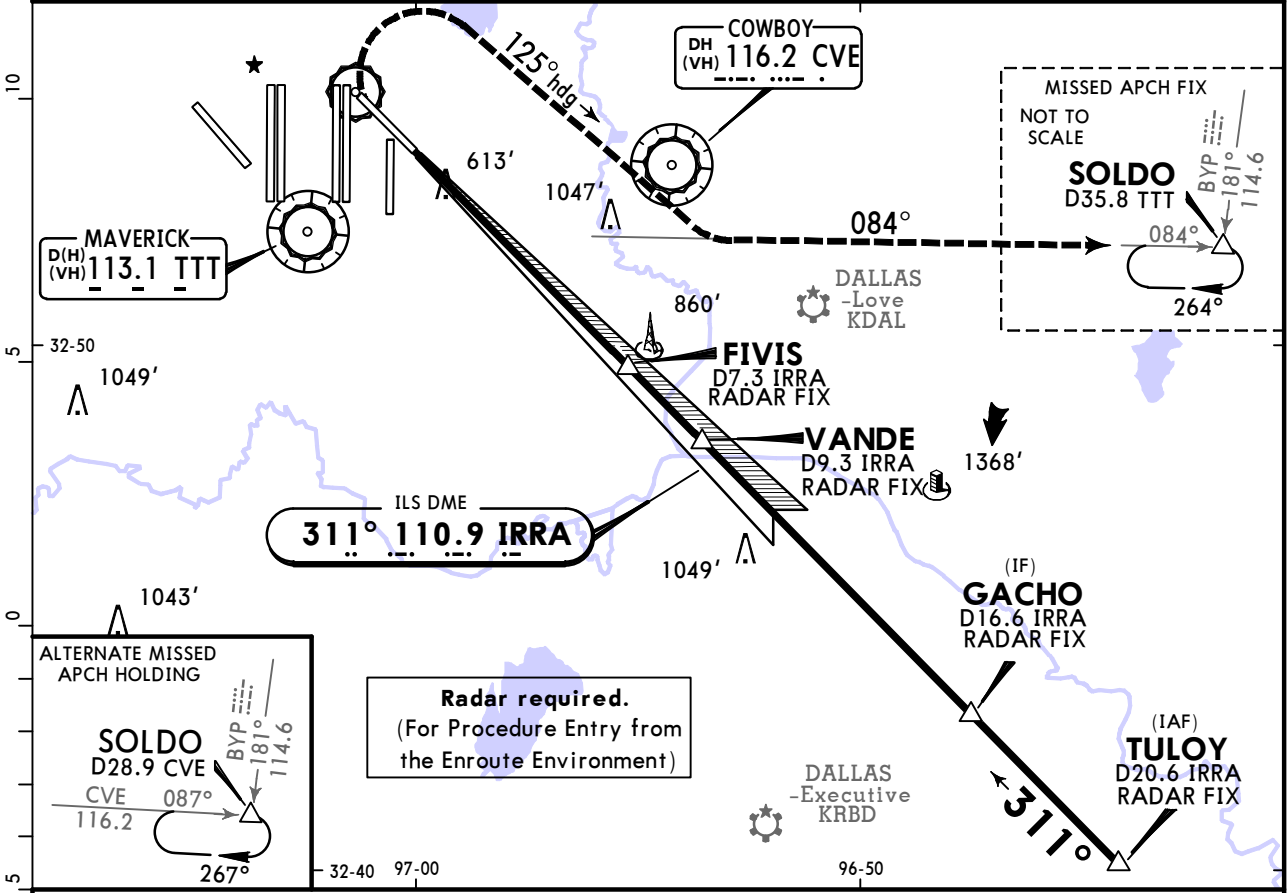 COWBOY
DH
(VH) 116.2 CVE
125° hdg
10
MISSED APCH FIX
NOT TO
SCALE
SOLDO
D35.8 TTT
BYP
181°
114.6
084°
264°
613'
1047'
084°
MAVERICK
D(H)
(VH) 113.1 TTT
DALLAS
-Love
KDAL
860'
32-50
5
FIVIS
D7.3 IRRA
RADAR FIX
1049'
VANDE
D9.3 IRRA
RADAR FIX
1368'
ILS DME
311° 110.9 IRRA
1049'
(IF)
GACHO
D16.6 IRRA
RADAR FIX
1043'
0
ALTERNATE MISSED
APCH HOLDING
SOLDO
D28.9 CVE
BYP
181°
114.6
CVE
116.2
087°
267°
Radar required.
(For Procedure Entry from
the Enroute Environment)
(IAF)
TULOY
D20.6 IRRA
RADAR FIX
DALLAS
-Executive
KRBD
311°
5
32-40
97-00
96-50